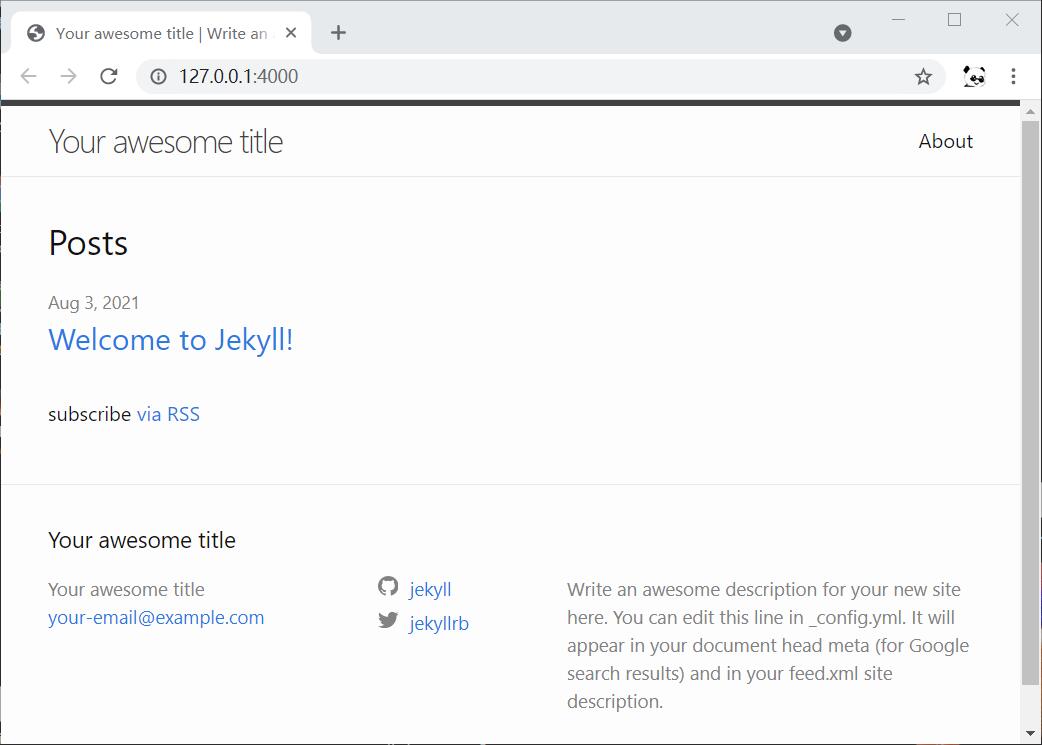 Your awesome title | Write an
127.0.0.1:4000
Your awesome title
About
Posts
Aug 3, 2021
Welcome to Jekyll!
subscribe via RSS
Your awesome title
Your awesome title
your-email@example.com
jekyll
jekyllrb
Write an awesome description for your new site
here. You can edit this line in _config.yml. It will
appear in your document head meta (for Google
search results) and in your feed.xml site
description.